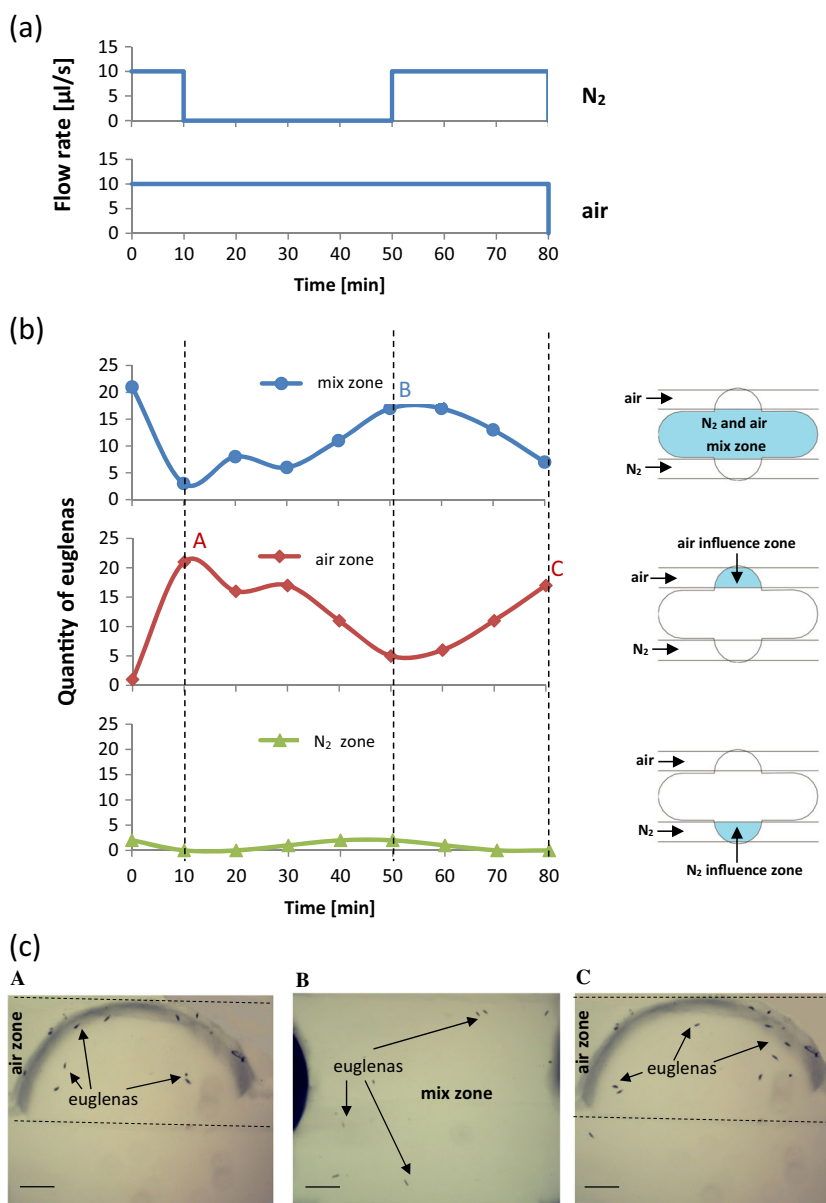 (a)
Flow rate [µl/s]
15
10
5
0
N₂
15
10
5
0
air
0 10 20 30 40 50 60 70 80
Time [min]
(b)
Quantity of euglenas
25
20
15
10
5
0
mix zone
B
air
N₂ and air
mix zone
N₂
25
20
15
10
5
0
A
air zone
C
air influence zone
air
N₂
25
20
15
10
5
0
N₂ zone
air
N₂
N₂ influence zone
0 10 20 30 40 50 60 70 80
Time [min]
(c)
A
air zone
euglenas
B
euglenas
mix zone
C
air zone
euglenas